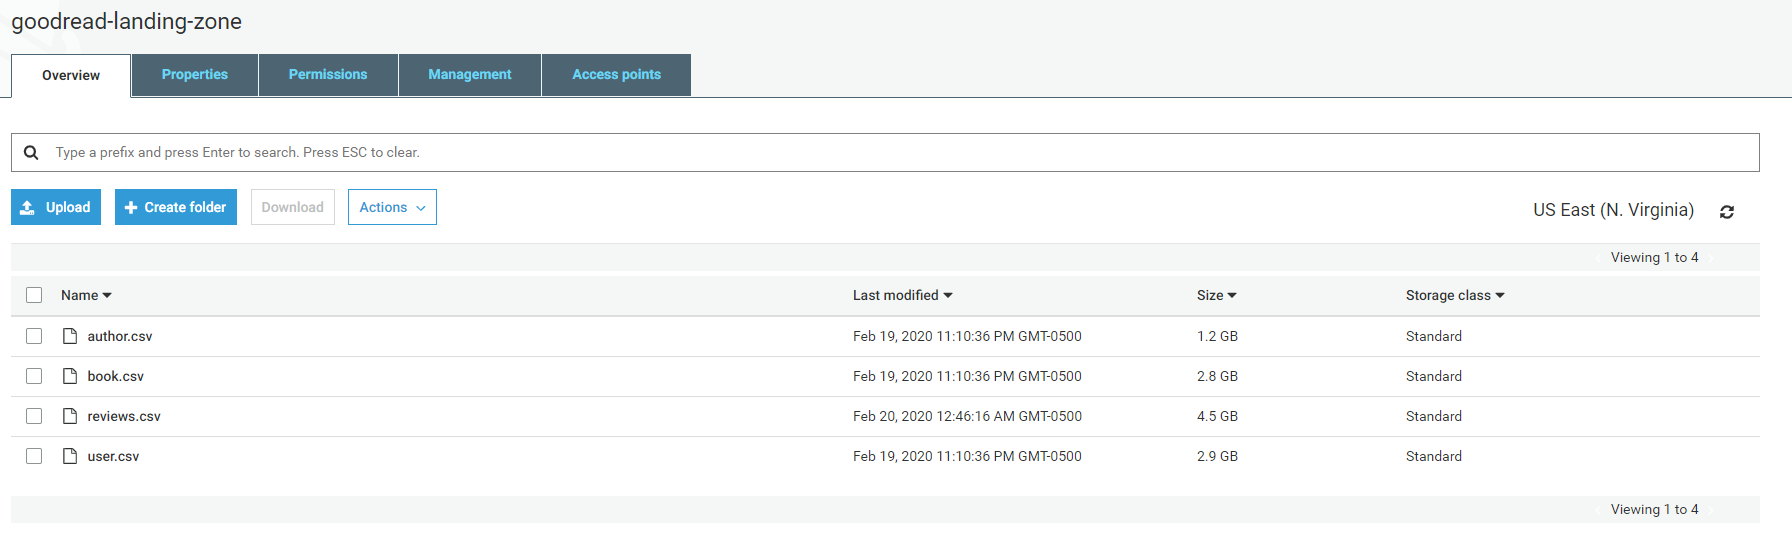 goodread-landing-zone
Overview Properties Permissions Management Access points
Type a prefix and press Enter to search. Press ESC to clear.
Upload Create folder Download Actions US East (N. Virginia)
Viewing 1 to 4
Name Last modified Size Storage class
author.csv Feb 19, 2020 11:10:36 PM GMT-0500 1.2 GB Standard
book.csv Feb 19, 2020 11:10:36 PM GMT-0500 2.8 GB Standard
reviews.csv Feb 20, 2020 12:46:16 AM GMT-0500 4.5 GB Standard
user.csv Feb 19, 2020 11:10:36 PM GMT-0500 2.9 GB Standard
Viewing 1 to 4